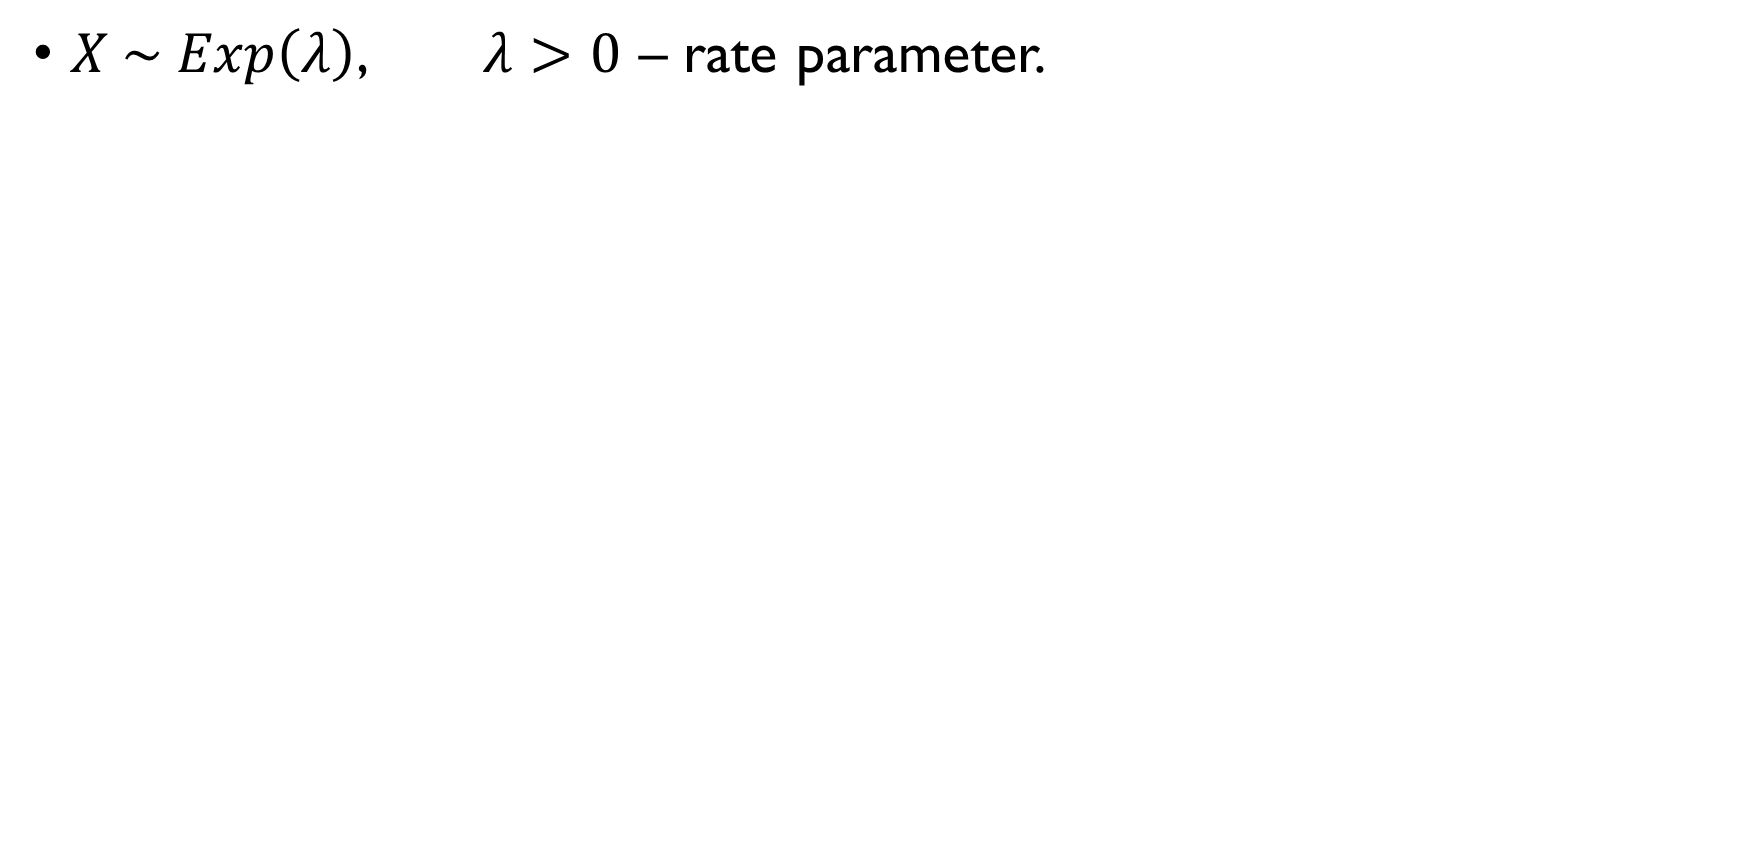 • 𝑋 ~ 𝐸𝑥𝑝(𝜆), 𝜆 > 0 – rate parameter.